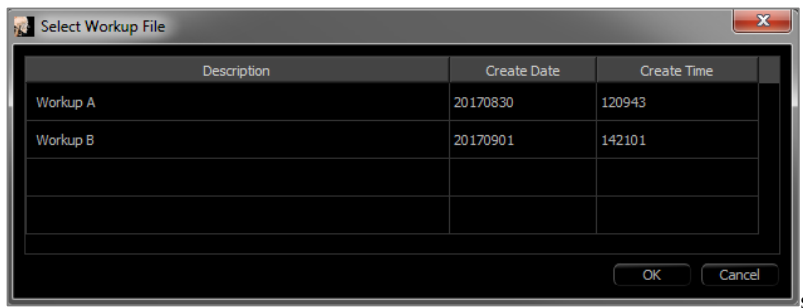 Select Workup File
Description Create Date Create Time
Workup A 20170830 120943
Workup B 20170901 142101
OK Cancel